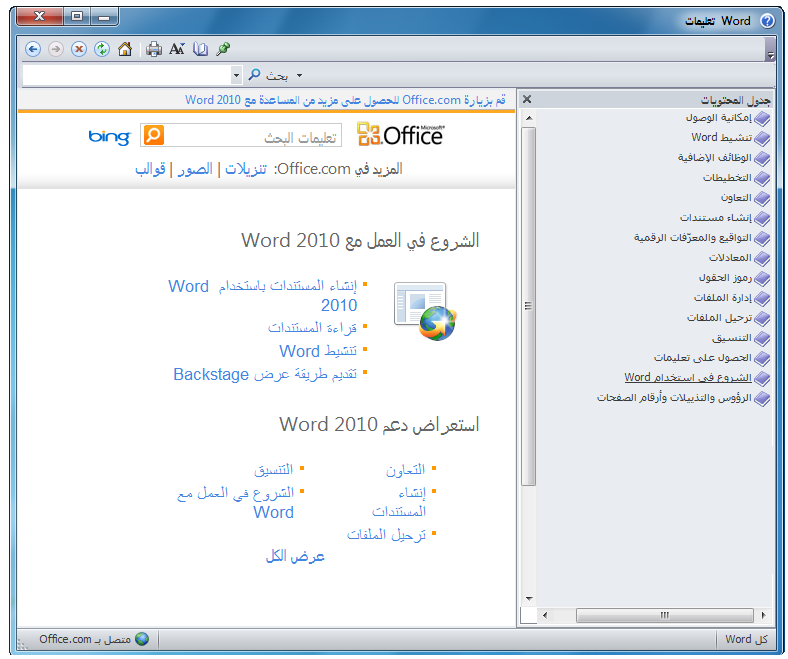 Word تعليمات
بحث
جدول المحتويات
إمكانية الوصول
تنشيط Word
الوظائف الإضافية
التخطيطات
التعاون
إنشاء مستندات
التواقيع والمعرّفات الرقمية
المعادلات
رموز الحقول
إدارة الملفات
ترحيل الملفات
التنسيق
الحصول على تعليمات
الشروع في استخدام Word
الرؤوس والتذييلات وأرقام الصفحات
قم بزيارة Office.com للحصول على مزيد من المساعدة مع Word 2010
Microsoft®
Office
تعليمات البحث
bing
المزيد في Office.com: تنزيلات | الصور | قوالب
الشروع في العمل مع Word 2010
إنشاء المستندات باستخدام Word
2010
قراءة المستندات
تنشيط Word
تقديم طريقة عرض Backstage
استعراض دعم Word 2010
التعاون
إنشاء
المستندات
ترحيل الملفات
التنسيق
الشروع في العمل مع
Word
عرض الكل
كل Word
متصل بـ Office.com